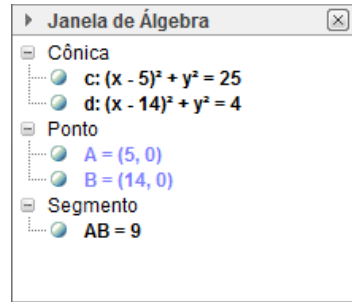 Janela de Álgebra
Cônica
c: (x - 5)² + y² = 25
d: (x - 14)² + y² = 4
Ponto
A = (5, 0)
B = (14, 0)
Segmento
AB = 9